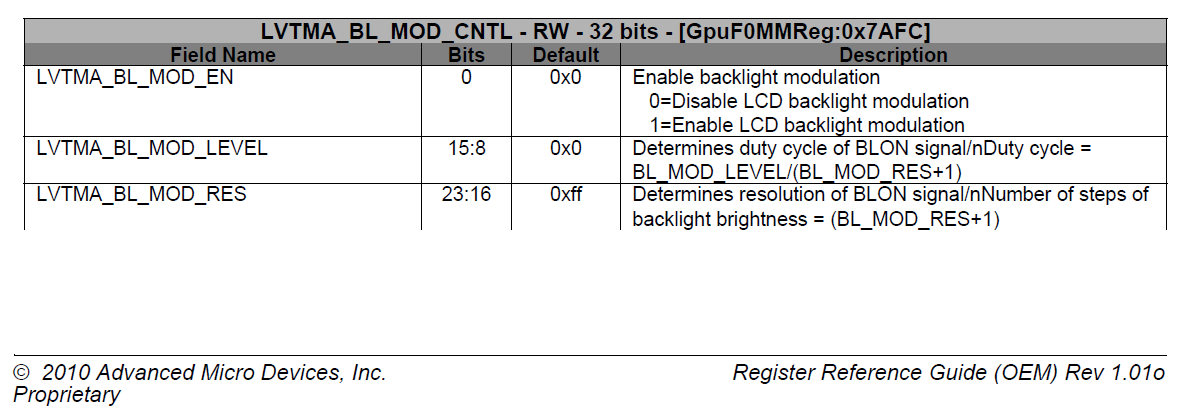 LVTMA_BL_MOD_CNTL - RW - 32 bits - [GpuF0MMReg:0x7AFC]
Field Name Bits Default Description
LVTMA_BL_MOD_EN 0 0x0 Enable backlight modulation
0=Disable LCD backlight modulation
1=Enable LCD backlight modulation
LVTMA_BL_MOD_LEVEL 15:8 0x0 Determines duty cycle of BLON signal/nDuty cycle =
BL_MOD_LEVEL/(BL_MOD_RES+1)
LVTMA_BL_MOD_RES 23:16 0xff Determines resolution of BLON signal/nNumber of steps of
backlight brightness = (BL_MOD_RES+1)
© 2010 Advanced Micro Devices, Inc. Register Reference Guide (OEM) Rev 1.01o
Proprietary